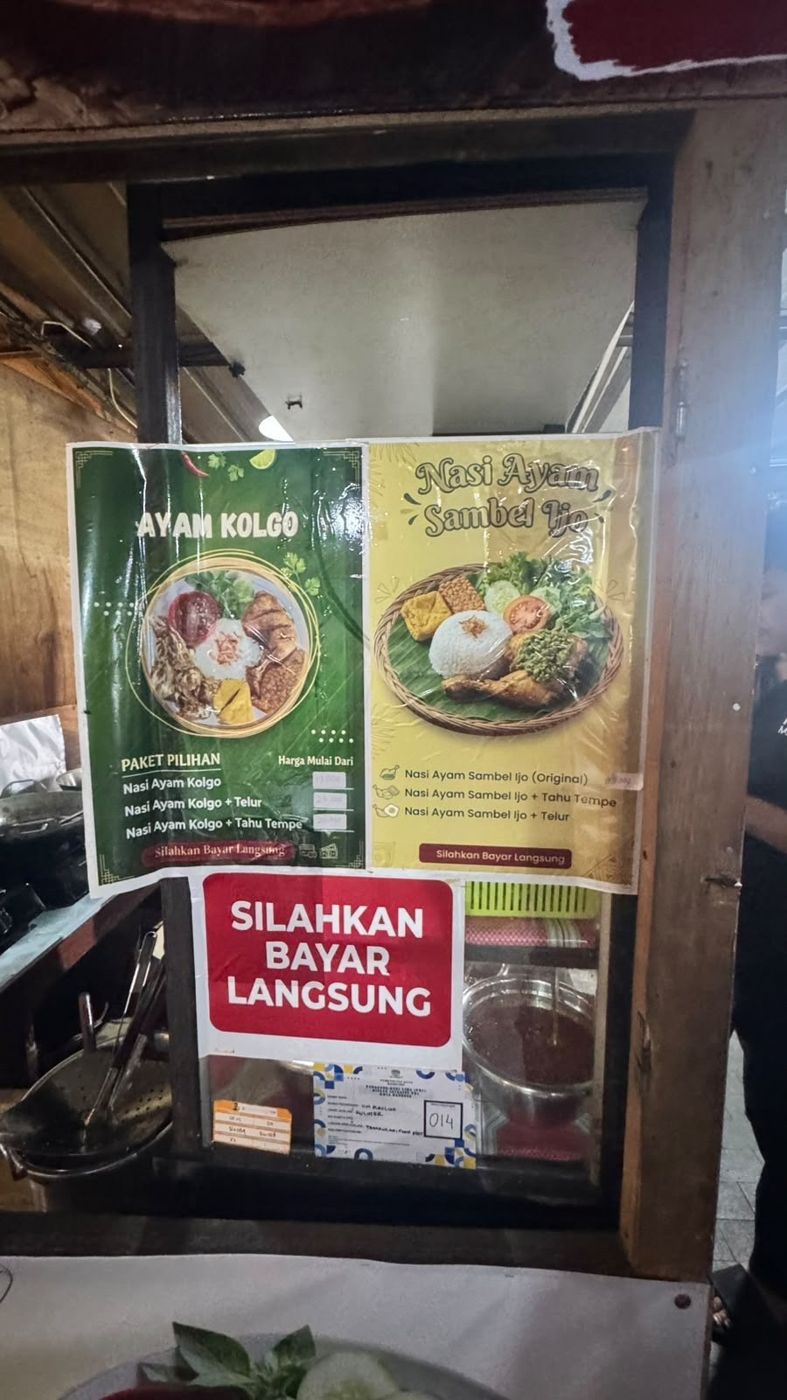 AYAM KOLGO
PAKET PILIHAN
Harga Mulai Dari
Nasi Ayam Kolgo
Nasi Ayam Kolgo + Telur
Nasi Ayam Kolgo + Tahu Tempe
Silahkan Bayar Langsung
Nasi Ayam
Sambel Ijo
Nasi Ayam Sambel Ijo (Original)
Nasi Ayam Sambel Ijo + Tahu Tempe
Nasi Ayam Sambel Ijo + Telur
Silahkan Bayar Langsung
SILAHKAN
BAYAR
LANGSUNG
KULINER
014